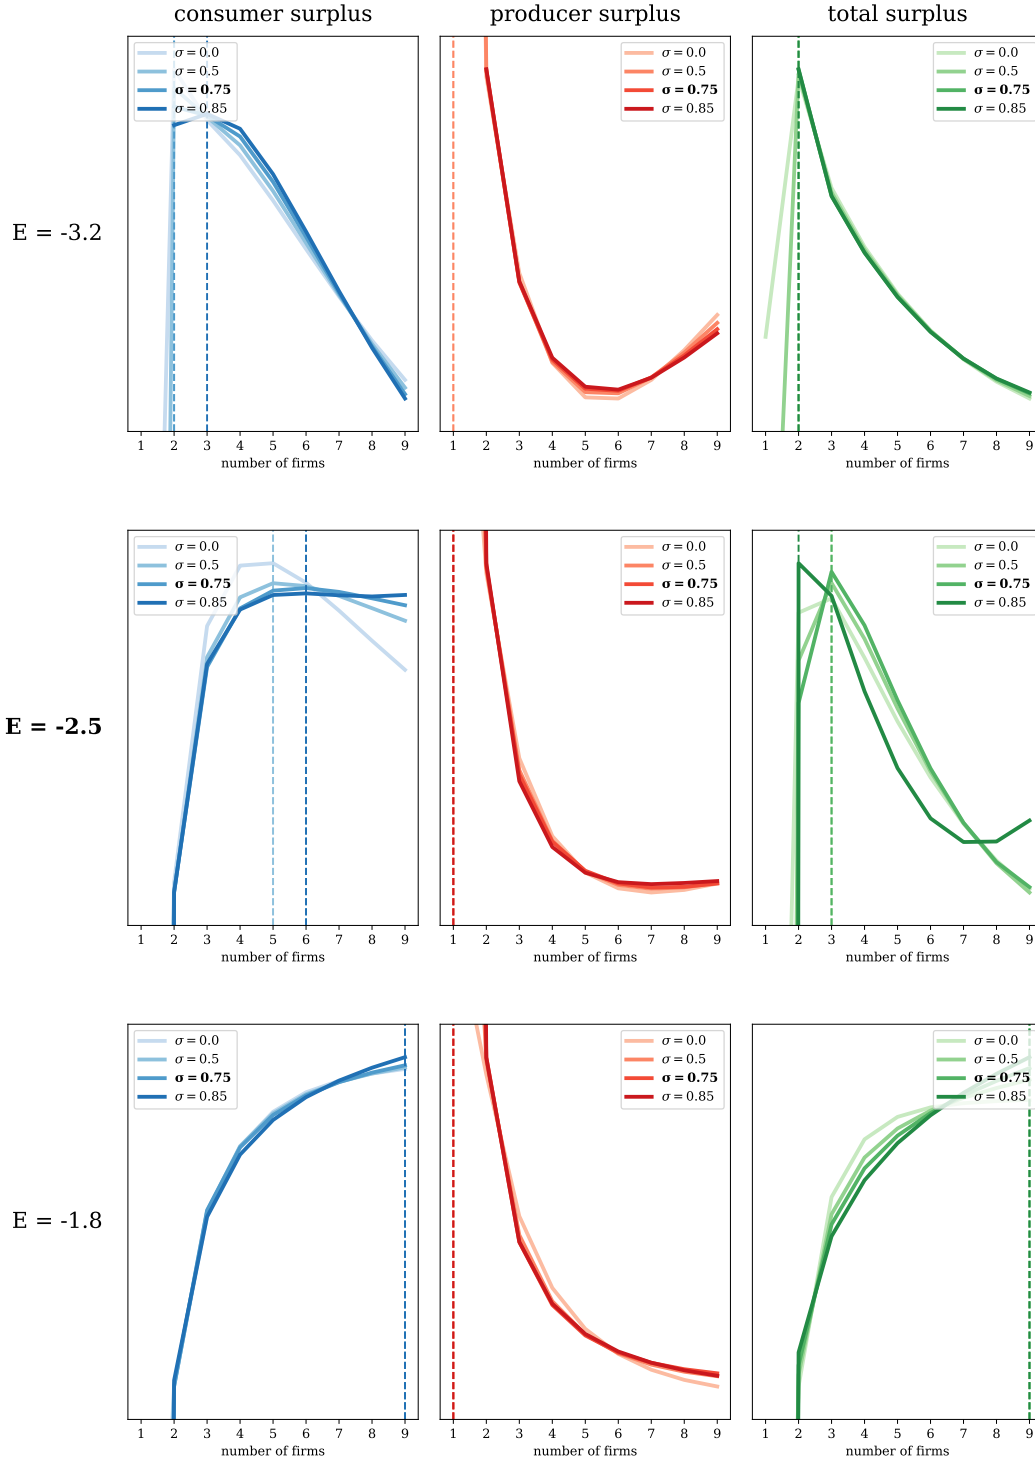 consumer surplus
producer surplus
total surplus
E = -3.2
σ = 0.0
σ = 0.5
σ = 0.75
σ = 0.85
1 2 3 4 5 6 7 8 9
number of firms
σ = 0.0
σ = 0.5
σ = 0.75
σ = 0.85
1 2 3 4 5 6 7 8 9
number of firms
σ = 0.0
σ = 0.5
σ = 0.75
σ = 0.85
1 2 3 4 5 6 7 8 9
number of firms
E = -2.5
σ = 0.0
σ = 0.5
σ = 0.75
σ = 0.85
1 2 3 4 5 6 7 8 9
number of firms
σ = 0.0
σ = 0.5
σ = 0.75
σ = 0.85
1 2 3 4 5 6 7 8 9
number of firms
σ = 0.0
σ = 0.5
σ = 0.75
σ = 0.85
1 2 3 4 5 6 7 8 9
number of firms
E = -1.8
σ = 0.0
σ = 0.5
σ = 0.75
σ = 0.85
1 2 3 4 5 6 7 8 9
number of firms
σ = 0.0
σ = 0.5
σ = 0.75
σ = 0.85
1 2 3 4 5 6 7 8 9
number of firms
σ = 0.0
σ = 0.5
σ = 0.75
σ = 0.85
1 2 3 4 5 6 7 8 9
number of firms